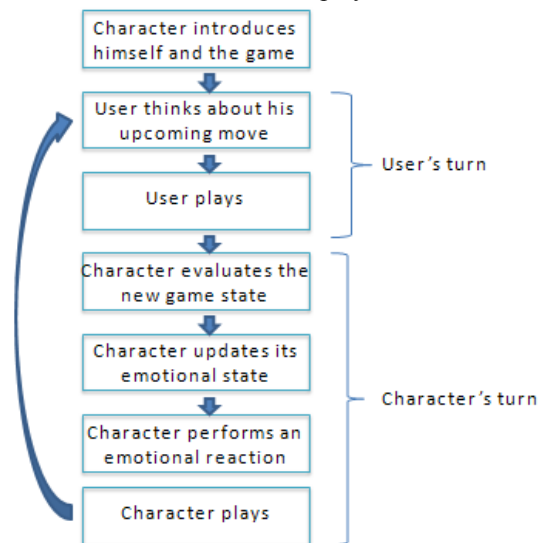 Character introduces
himself and the game
User thinks about his
upcoming move
User plays
User's turn
Character evaluates the
new game state
Character updates its
emotional state
Character performs an
emotional reaction
Character plays
Character's turn